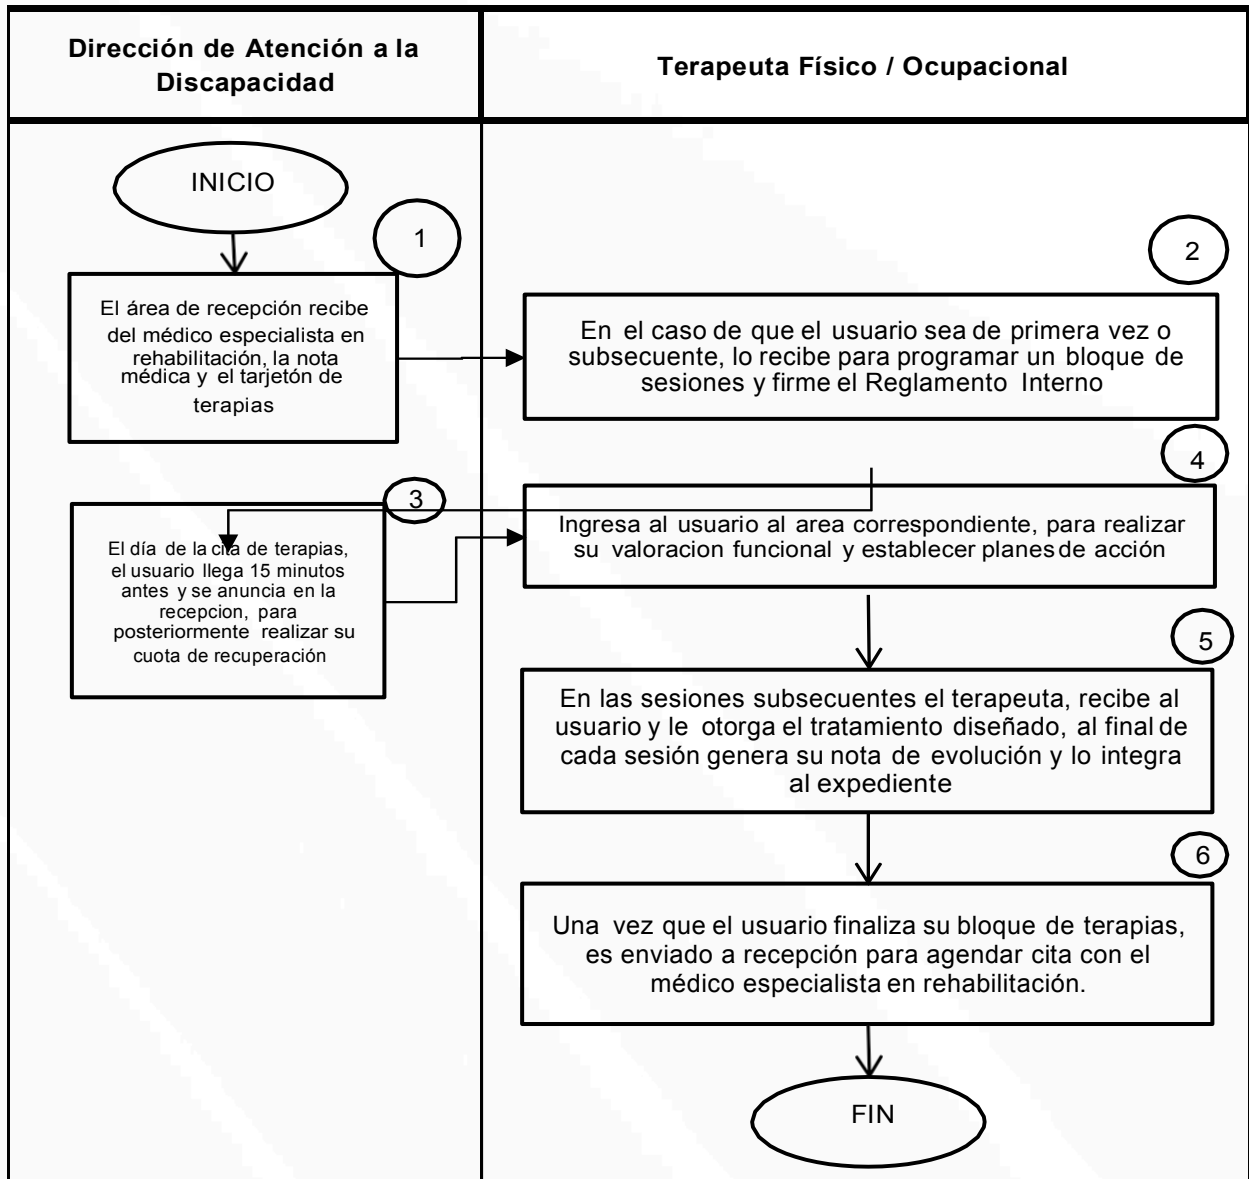 Dirección de Atención a la
Discapacidad
Terapeuta Físico / Ocupacional
INICIO
1
El área de recepción recibe
del médico especialista en
rehabilitación, la nota
médica y el tarjetón de
terapias
2
En el caso de que el usuario sea de primera vez o
subsecuente, lo recibe para programar un bloque de
sesiones y firme el Reglamento Interno
3
El día de la cita de terapias,
el usuario llega 15 minutos
antes y se anuncia en la
recepcion, para
posteriormente realizar su
cuota de recuperación
4
Ingresa al usuario al area correspondiente, para realizar
su valoracion funcional y establecer planes de acción
5
En las sesiones subsecuentes el terapeuta, recibe al
usuario y le otorga el tratamiento diseñado, al final de
cada sesión genera su nota de evolución y lo integra
al expediente
6
Una vez que el usuario finaliza su bloque de terapias,
es enviado a recepción para agendar cita con el
médico especialista en rehabilitación.
FIN